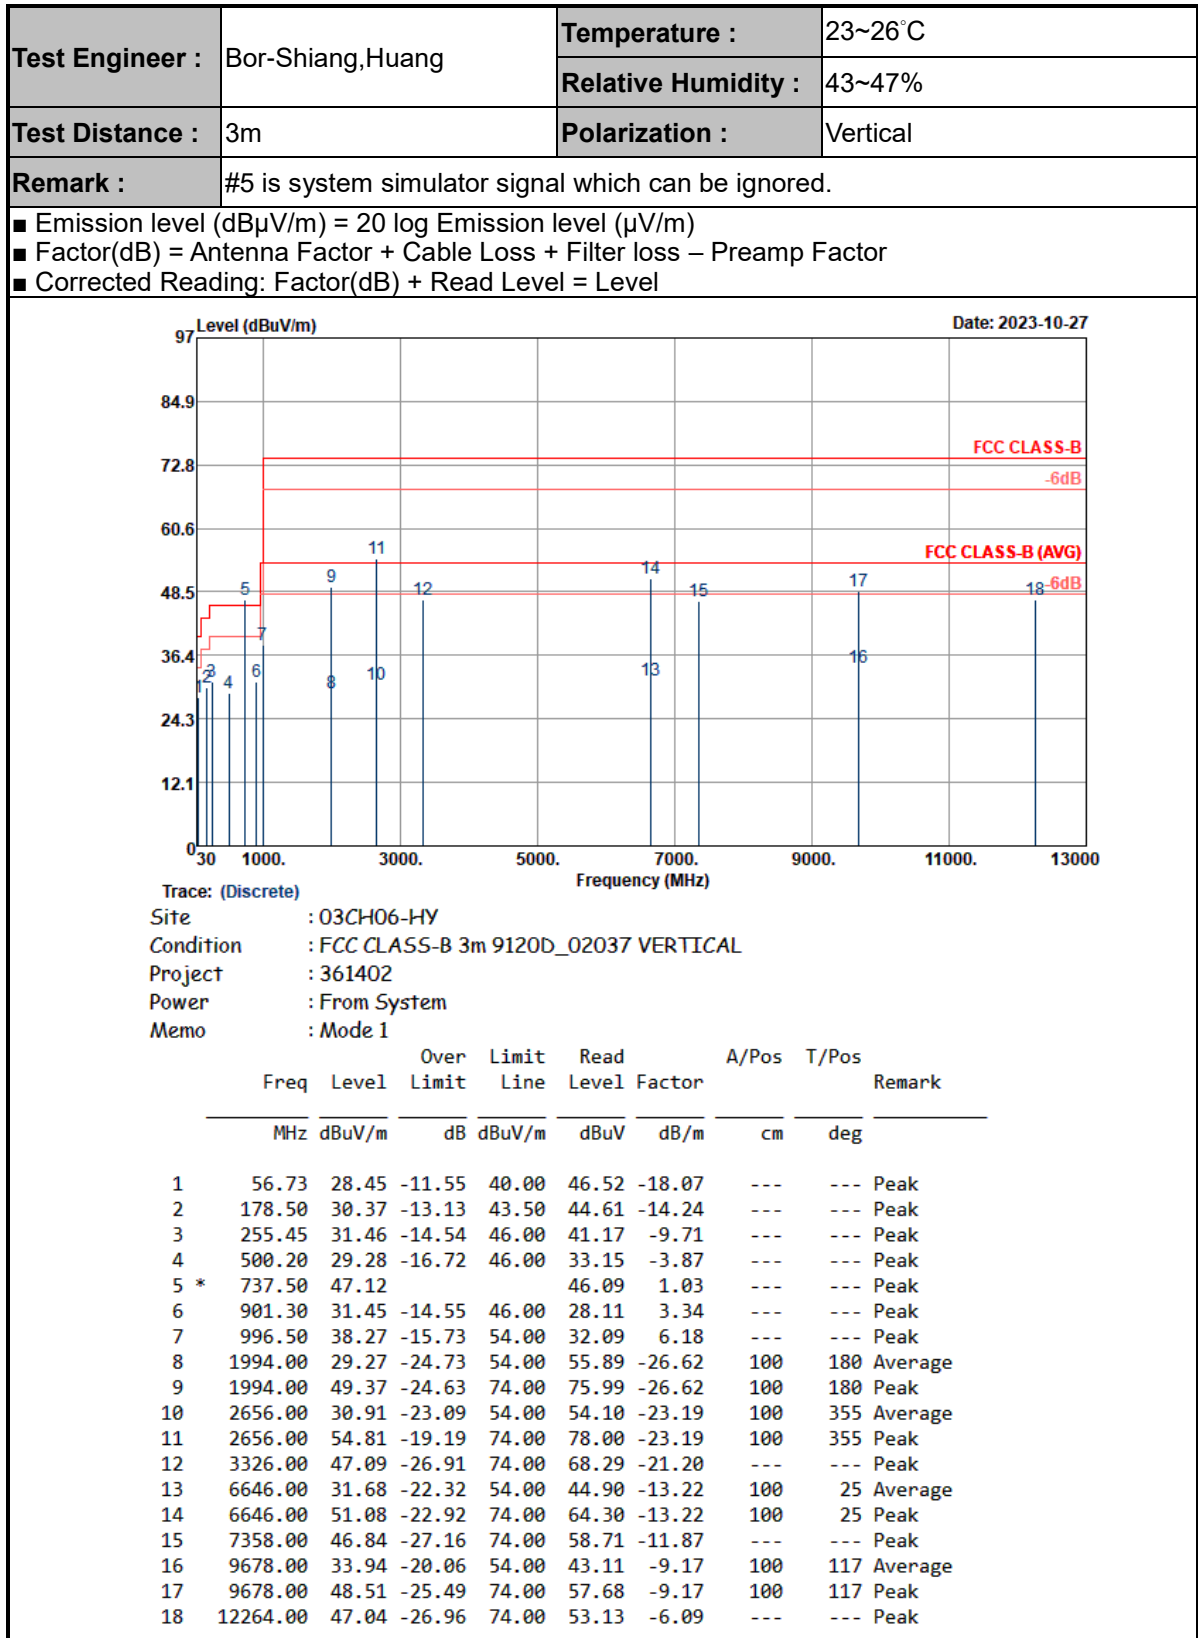 Test Engineer : Bor-Shiang,Huang Temperature : 23~26°C
Relative Humidity : 43~47%
Test Distance : 3m Polarization : Vertical
Remark : #5 is system simulator signal which can be ignored.
■ Emission level (dBµV/m) = 20 log Emission level (µV/m)
■ Factor(dB) = Antenna Factor + Cable Loss + Filter loss – Preamp Factor
■ Corrected Reading: Factor(dB) + Read Level = Level
97 Level (dBuV/m) Date: 2023-10-27
84.9
FCC CLASS-B
72.8
-6dB
60.6
11
FCC CLASS-B (AVG)
14
9 17
48.5 5 12 15 18 -6dB
7
36.4 16
1 2 3 4 6 8 10 13
24.3
12.1
0
30 1000. 3000. 5000. 7000. 9000. 11000. 13000
Frequency (MHz)
Trace: (Discrete)
Site : 03CH06-HY
Condition : FCC CLASS-B 3m 9120D_02037 VERTICAL
Project : 361402
Power : From System
Memo : Mode 1
Over Limit Read A/Pos T/Pos
Freq Level Limit Line Level Factor Remark
MHz dBuV/m dB dBuV/m dBuV dB/m cm deg
1 56.73 28.45 -11.55 40.00 46.52 -18.07 --- --- Peak
2 178.50 30.37 -13.13 43.50 44.61 -14.24 --- --- Peak
3 255.45 31.46 -14.54 46.00 41.17 -9.71 --- --- Peak
4 500.20 29.28 -16.72 46.00 33.15 -3.87 --- --- Peak
5 * 737.50 47.12 46.09 1.03 --- --- Peak
6 901.30 31.45 -14.55 46.00 28.11 3.34 --- --- Peak
7 996.50 38.27 -15.73 54.00 32.09 6.18 --- --- Peak
8 1994.00 29.27 -24.73 54.00 55.89 -26.62 100 180 Average
9 1994.00 49.37 -24.63 74.00 75.99 -26.62 100 180 Peak
10 2656.00 30.91 -23.09 54.00 54.10 -23.19 100 355 Average
11 2656.00 54.81 -19.19 74.00 78.00 -23.19 100 355 Peak
12 3326.00 47.09 -26.91 74.00 68.29 -21.20 --- --- Peak
13 6646.00 31.68 -22.32 54.00 44.90 -13.22 100 25 Average
14 6646.00 51.08 -22.92 74.00 64.30 -13.22 100 25 Peak
15 7358.00 46.84 -27.16 74.00 58.71 -11.87 --- --- Peak
16 9678.00 33.94 -20.06 54.00 43.11 -9.17 100 117 Average
17 9678.00 48.51 -25.49 74.00 57.68 -9.17 100 117 Peak
18 12264.00 47.04 -26.96 74.00 53.13 -6.09 --- --- Peak